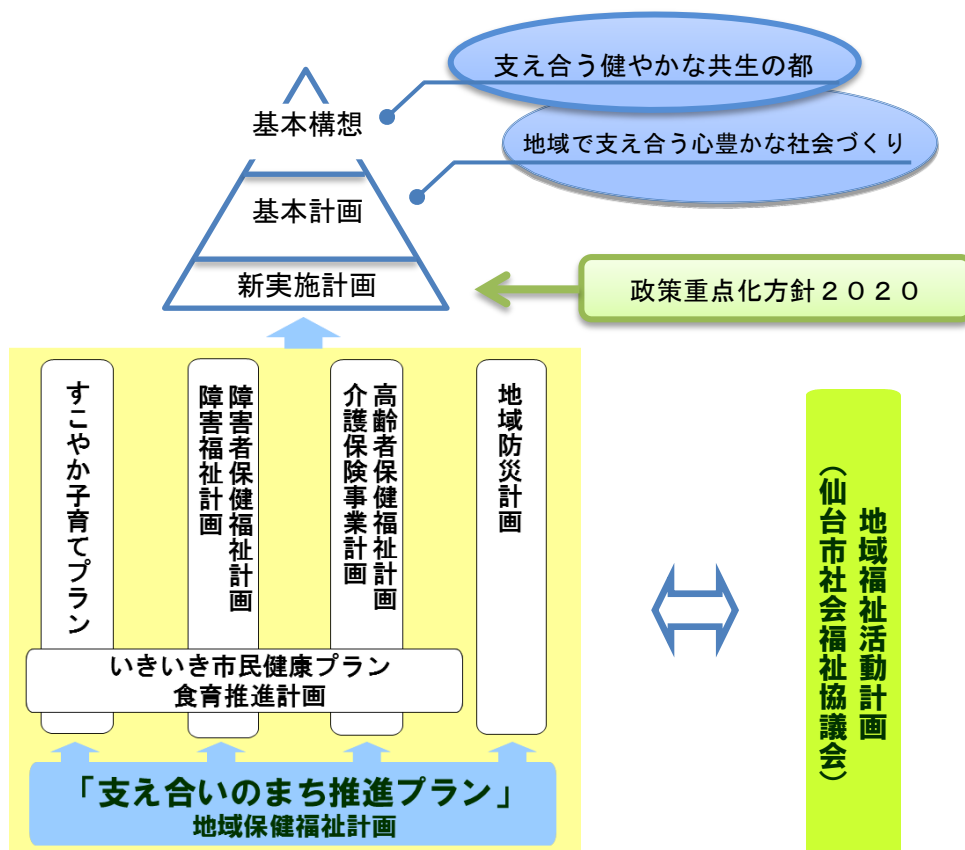 支え合う健やかな共生の都
基本構想
地域で支え合う心豊かな社会づくり
基本計画
新実施計画
政策重点化方針２０２０
すこやか子育てプラン
障害者保健福祉計画
障害福祉計画
高齢者保健福祉計画
介護保険事業計画
地域防災計画
いきいき市民健康プラン
食育推進計画
「支え合いのまち推進プラン」
地域保健福祉計画
地域福祉活動計画
（仙台市社会福祉協議会）